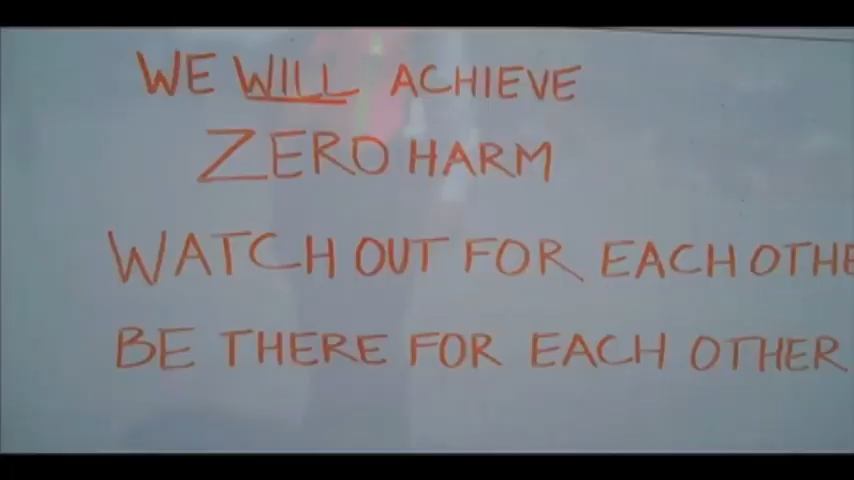 WE WILL ACHIEVE
ZERO HARM
WATCH OUT FOR EACH OTHE
BE THERE FOR EACH OTHER